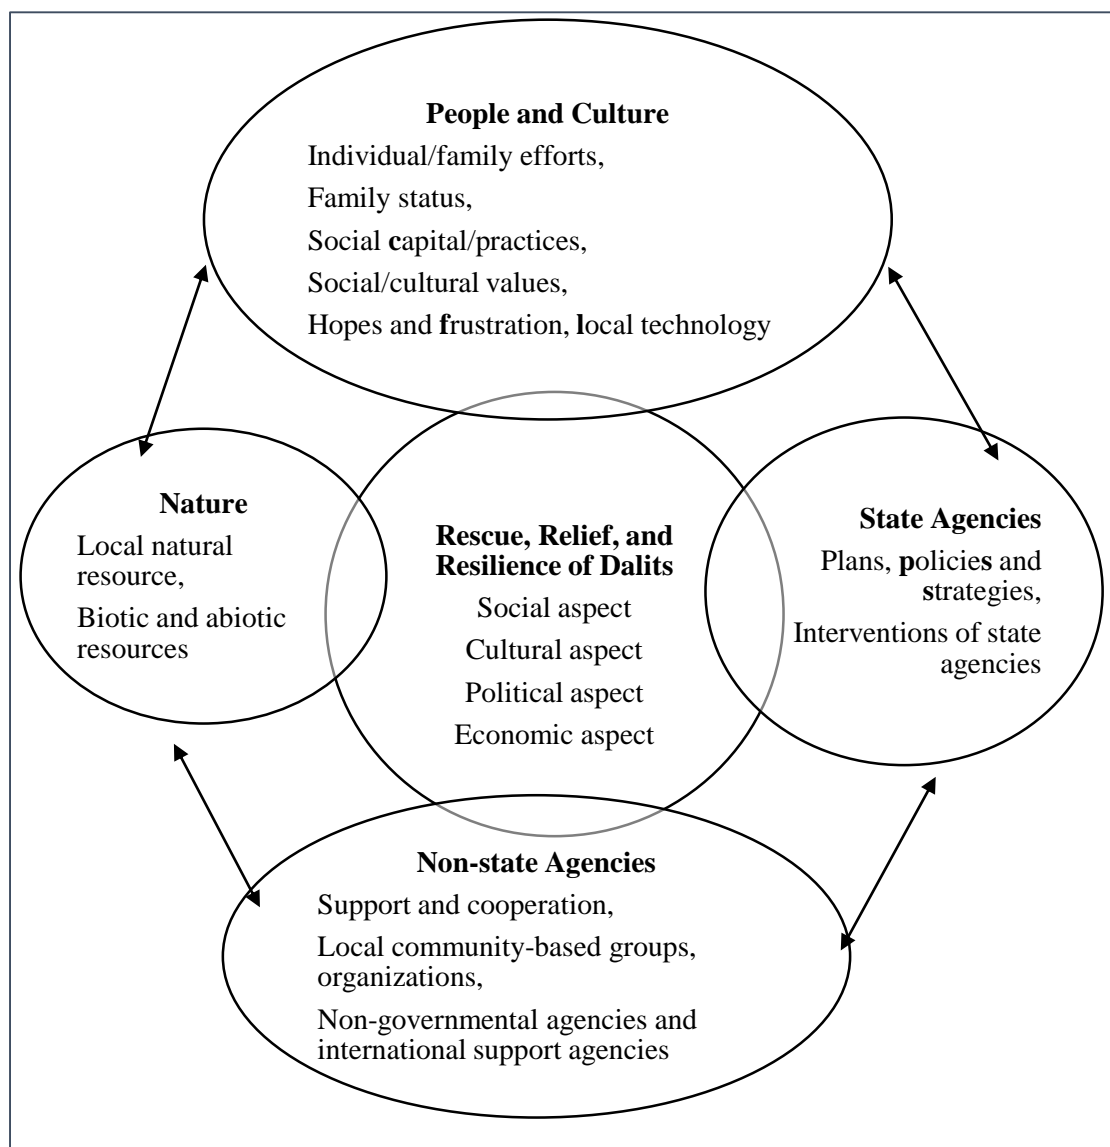 People and Culture
Individual/family efforts,
Family status,
Social capital/practices,
Social/cultural values,
Hopes and frustration, local technology
Nature
Local natural
resource,
Biotic and abiotic
resources
Rescue, Relief, and
Resilience of Dalits
Social aspect
Cultural aspect
Political aspect
Economic aspect
State Agencies
Plans, policies and
strategies,
Interventions of state
agencies
Non-state Agencies
Support and cooperation,
Local community-based groups,
organizations,
Non-governmental agencies and
international support agencies